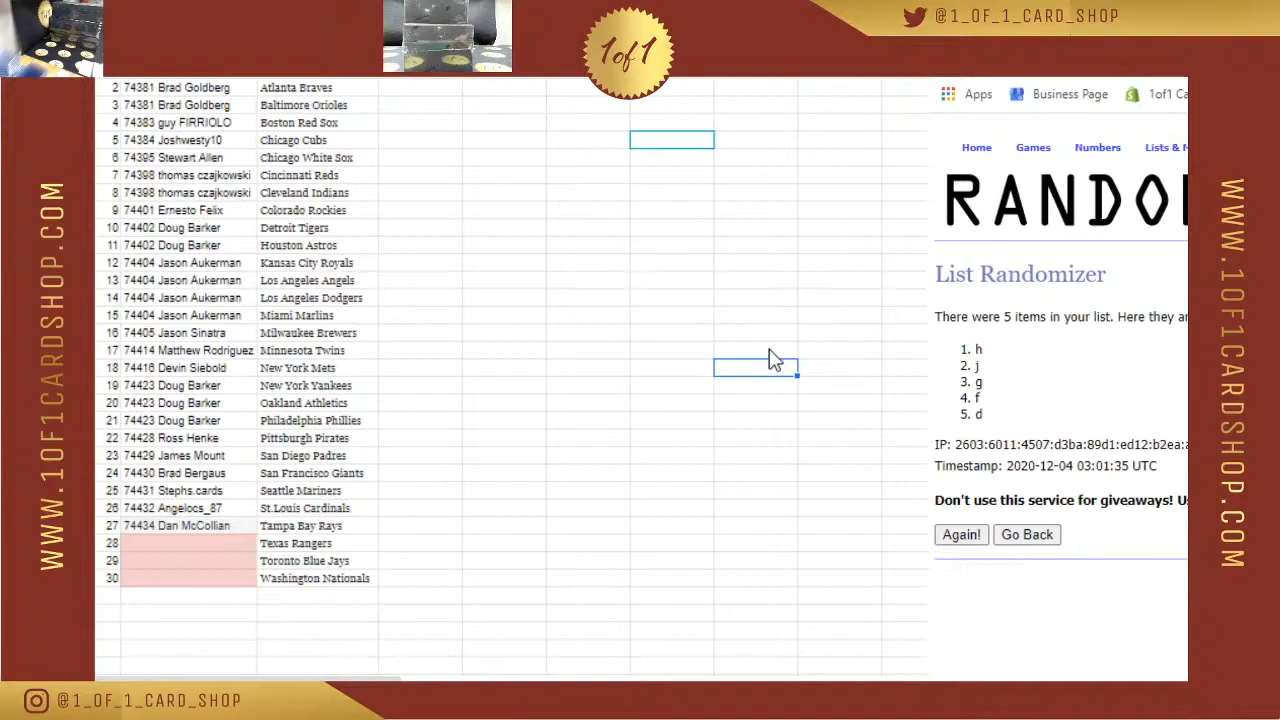 1of1
@1_OF_1_CARD_SHOP
WWW.1OF1CARDSHOP.COM
2 74381 Brad Goldberg Atlanta Braves
3 74381 Brad Goldberg Baltimore Orioles
4 74383 guy FIRRIOLO Boston Red Sox
5 74384 Joshwesty10 Chicago Cubs
6 74395 Stewart Allen Chicago White Sox
7 74398 thomas czajkowski Cincinnati Reds
8 74398 thomas czajkowski Cleveland Indians
9 74401 Ernesto Felix Colorado Rockies
10 74402 Doug Barker Detroit Tigers
11 74402 Doug Barker Houston Astros
12 74404 Jason Aukerman Kansas City Royals
13 74404 Jason Aukerman Los Angeles Angels
14 74404 Jason Aukerman Los Angeles Dodgers
15 74404 Jason Aukerman Miami Marlins
16 74405 Jason Sinatra Milwaukee Brewers
17 74414 Matthew Rodriguez Minnesota Twins
18 74416 Devin Siebold New York Mets
19 74423 Doug Barker New York Yankees
20 74423 Doug Barker Oakland Athletics
21 74423 Doug Barker Philadelphia Phillies
22 74428 Ross Henke Pittsburgh Pirates
23 74429 James Mount San Diego Padres
24 74430 Brad Bergaus San Francisco Giants
25 74431 Stephs.cards Seattle Mariners
26 74432 Angelocs_87 St.Louis Cardinals
27 74434 Dan McCollian Tampa Bay Rays
28 Texas Rangers
29 Toronto Blue Jays
30 Washington Nationals
Apps Business Page 1of1 Ca
Home Games Numbers Lists & M
RANDO
List Randomizer
There were 5 items in your list. Here they ar
1. h
2. j
3. g
4. f
5. d
IP: 2603:6011:4507:d3ba:89d1:ed12:b2ea:a
Timestamp: 2020-12-04 03:01:35 UTC
Don't use this service for giveaways! Us
Again! Go Back
WWW.1OF1CARDSHOP.COM
@1_OF_1_CARD_SHOP